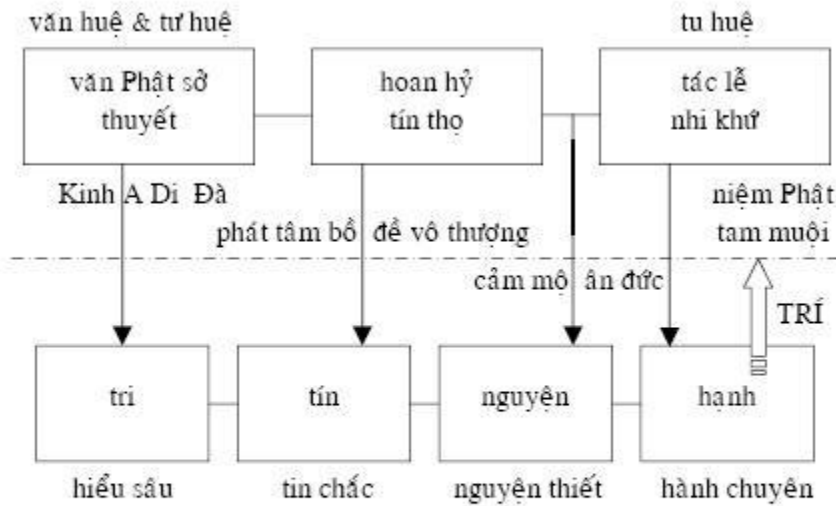 văn huệ & tư huệ
tu huệ
văn Phật sở
thuyết
hoan hỷ
tín thọ
tác lễ
nhi khứ
Kinh A Di Đà
phát tâm bồ đề vô thượng
niệm Phật
tam muội
cảm mộ ân đức
TRÍ
tri
tín
nguyện
hạnh
hiểu sâu
tin chắc
nguyện thiết
hành chuyên